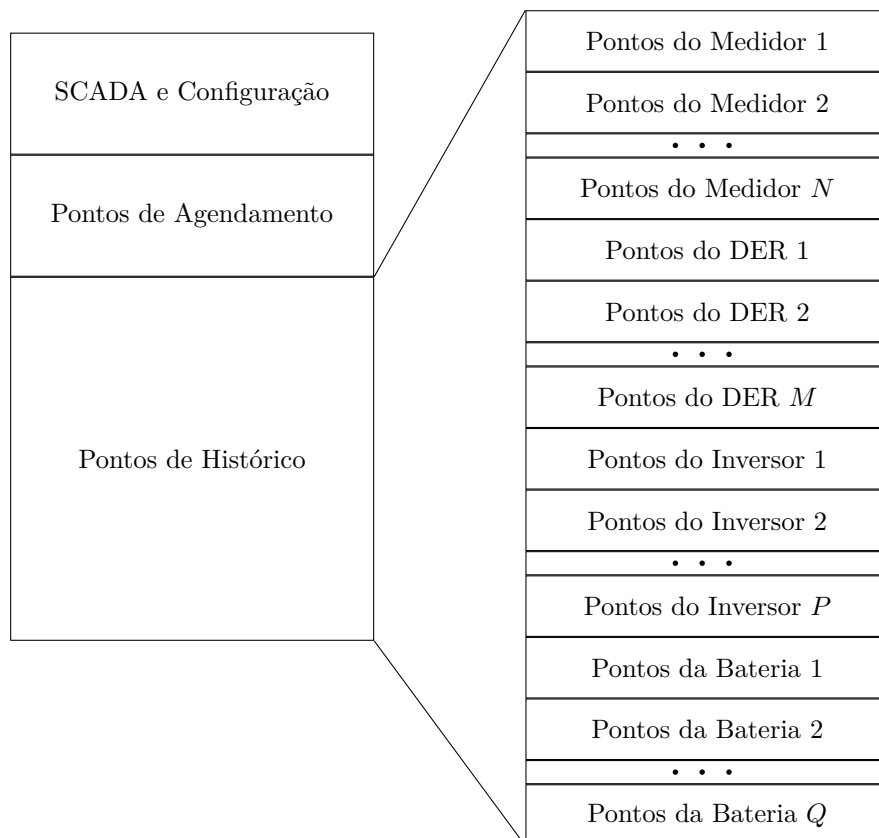 SCADA e Configuração
Pontos de Agendamento
Pontos de Histórico
Pontos do Medidor 1
Pontos do Medidor 2
• • •
Pontos do Medidor N
Pontos do DER 1
Pontos do DER 2
• • •
Pontos do DER M
Pontos do Inversor 1
Pontos do Inversor 2
• • •
Pontos do Inversor P
Pontos da Bateria 1
Pontos da Bateria 2
• • •
Pontos da Bateria Q